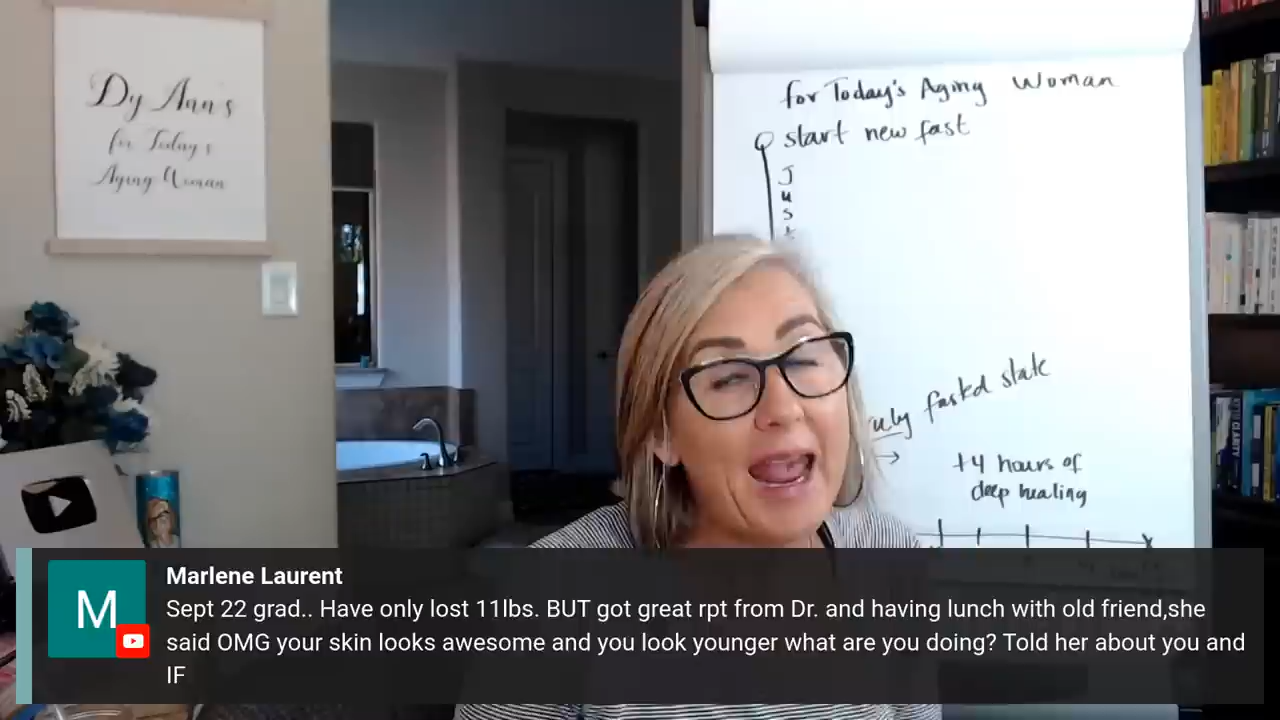 Dy Ann's
for Today's
Aging Woman
for Today's Aging Woman
start new fast
J
u
s
t
fasted state
+4 hours of
deep healing
M
Marlene Laurent
Sept 22 grad.. Have only lost 11lbs. BUT got great rpt from Dr. and having lunch with old friend,she
said OMG your skin looks awesome and you look younger what are you doing? Told her about you and
IF